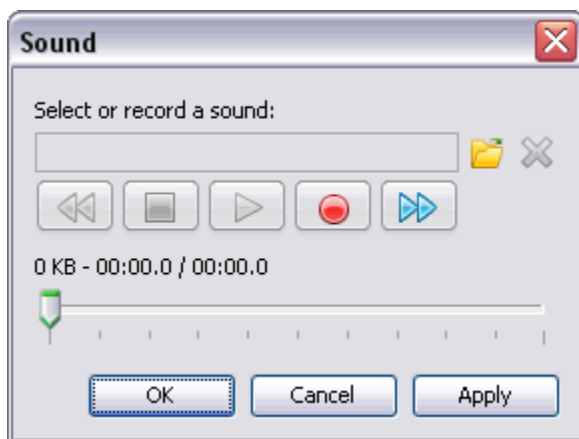 Sound
Select or record a sound:
0 KB - 00:00.0 / 00:00.0
OK Cancel Apply